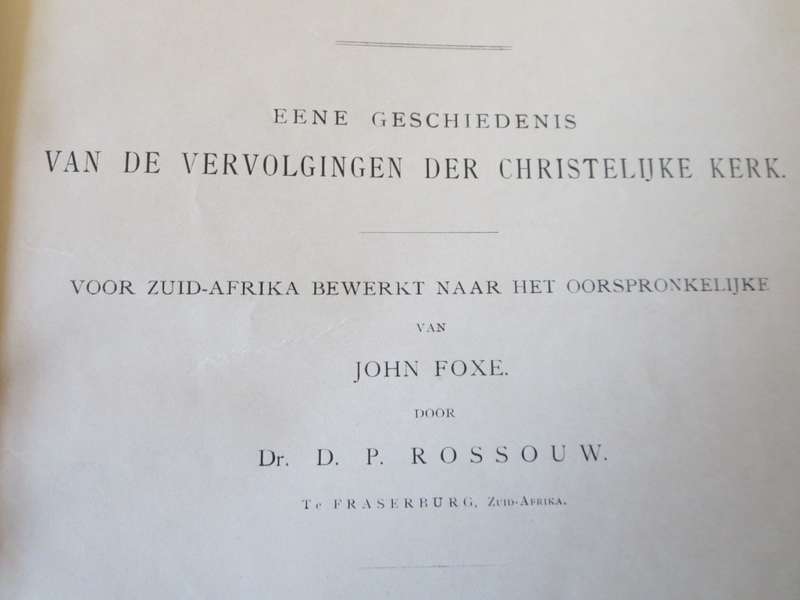 EENE GESCHIEDENIS
VAN DE VERVOLGINGEN DER CHRISTELIJKE KERK.
VOOR ZUID-AFRIKA BEWERKT NAAR HET OORSPRONKELIJKE
VAN
JOHN FOXE.
DOOR
Dr. D. P. ROSSOUW.
Te FRASERBURG, ZUID-AFRIKA.